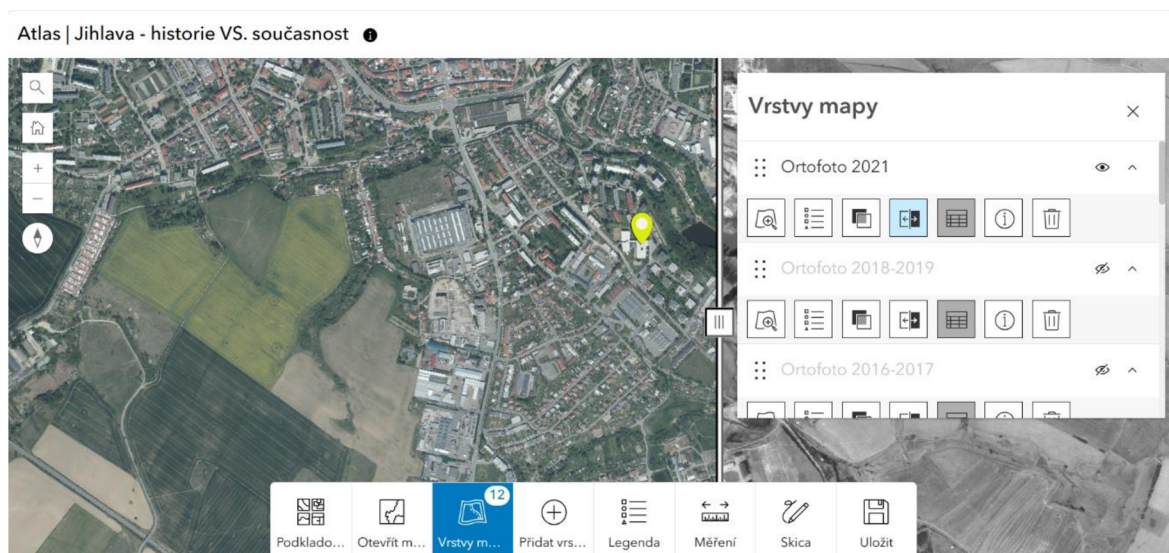 Atlas | Jihlava - historie VS. současnost
Vrstvy mapy
Ortofoto 2021
Ortofoto 2018-2019
Ortofoto 2016-2017
12
Podklado... Otevřít m... Vrstvy m... Přidat vrs... Legenda Měření Skica Uložit